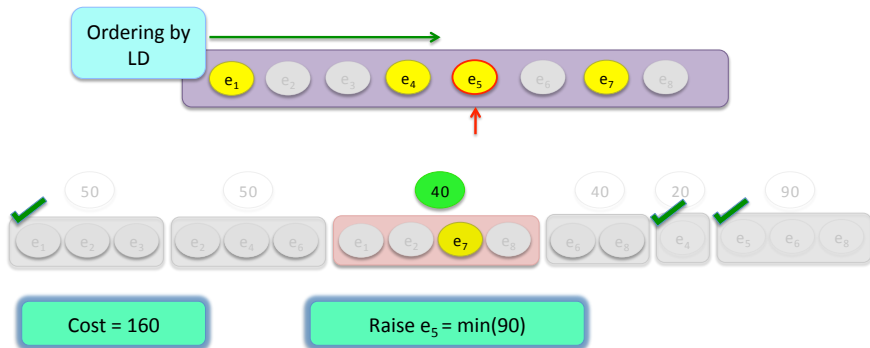 Ordering by
LD
e₁ e₂ e₃ e₄ e₅ e₆ e₇ e₈
50 50 40 40 20 90
e₁ e₂ e₃ e₂ e₄ e₆ e₁ e₂ e₇ e₈ e₆ e₈ e₄ e₅ e₆ e₈
Cost = 160 Raise e₅ = min(90)